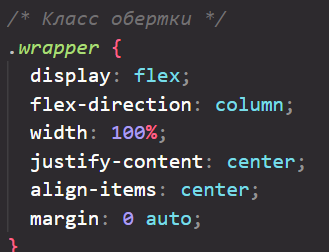 /* Класс обертки */
.wrapper {
display: flex;
flex-direction: column;
width: 100%;
justify-content: center;
align-items: center;
margin: 0 auto;
}